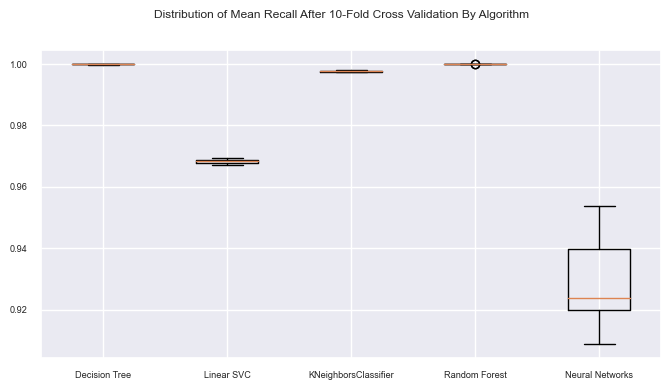 Distribution of Mean Recall After 10-Fold Cross Validation By Algorithm
1.00
0.98
0.96
0.94
0.92
Decision Tree
Linear SVC
KNeighborsClassifier
Random Forest
Neural Networks